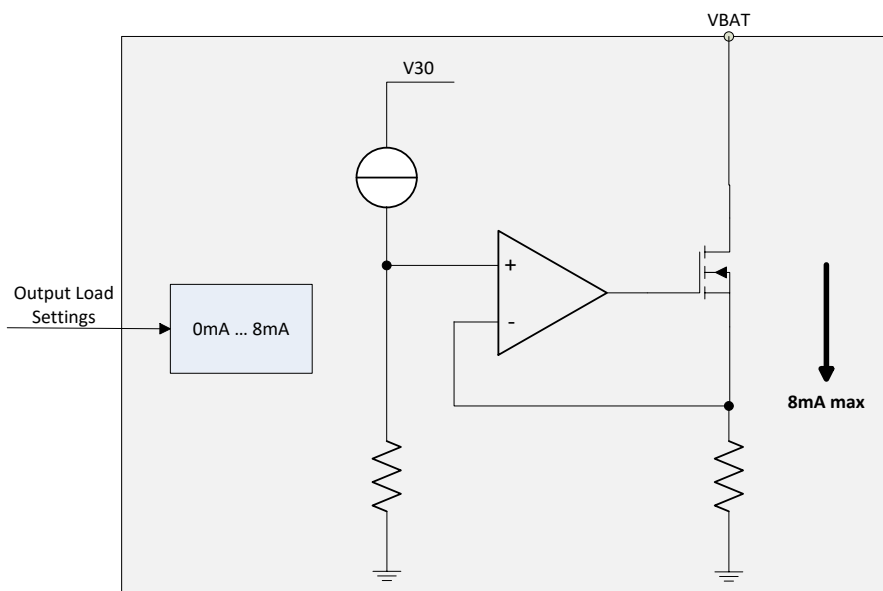 VBAT
V30
+
-
Output Load
Settings
0mA ... 8mA
8mA max